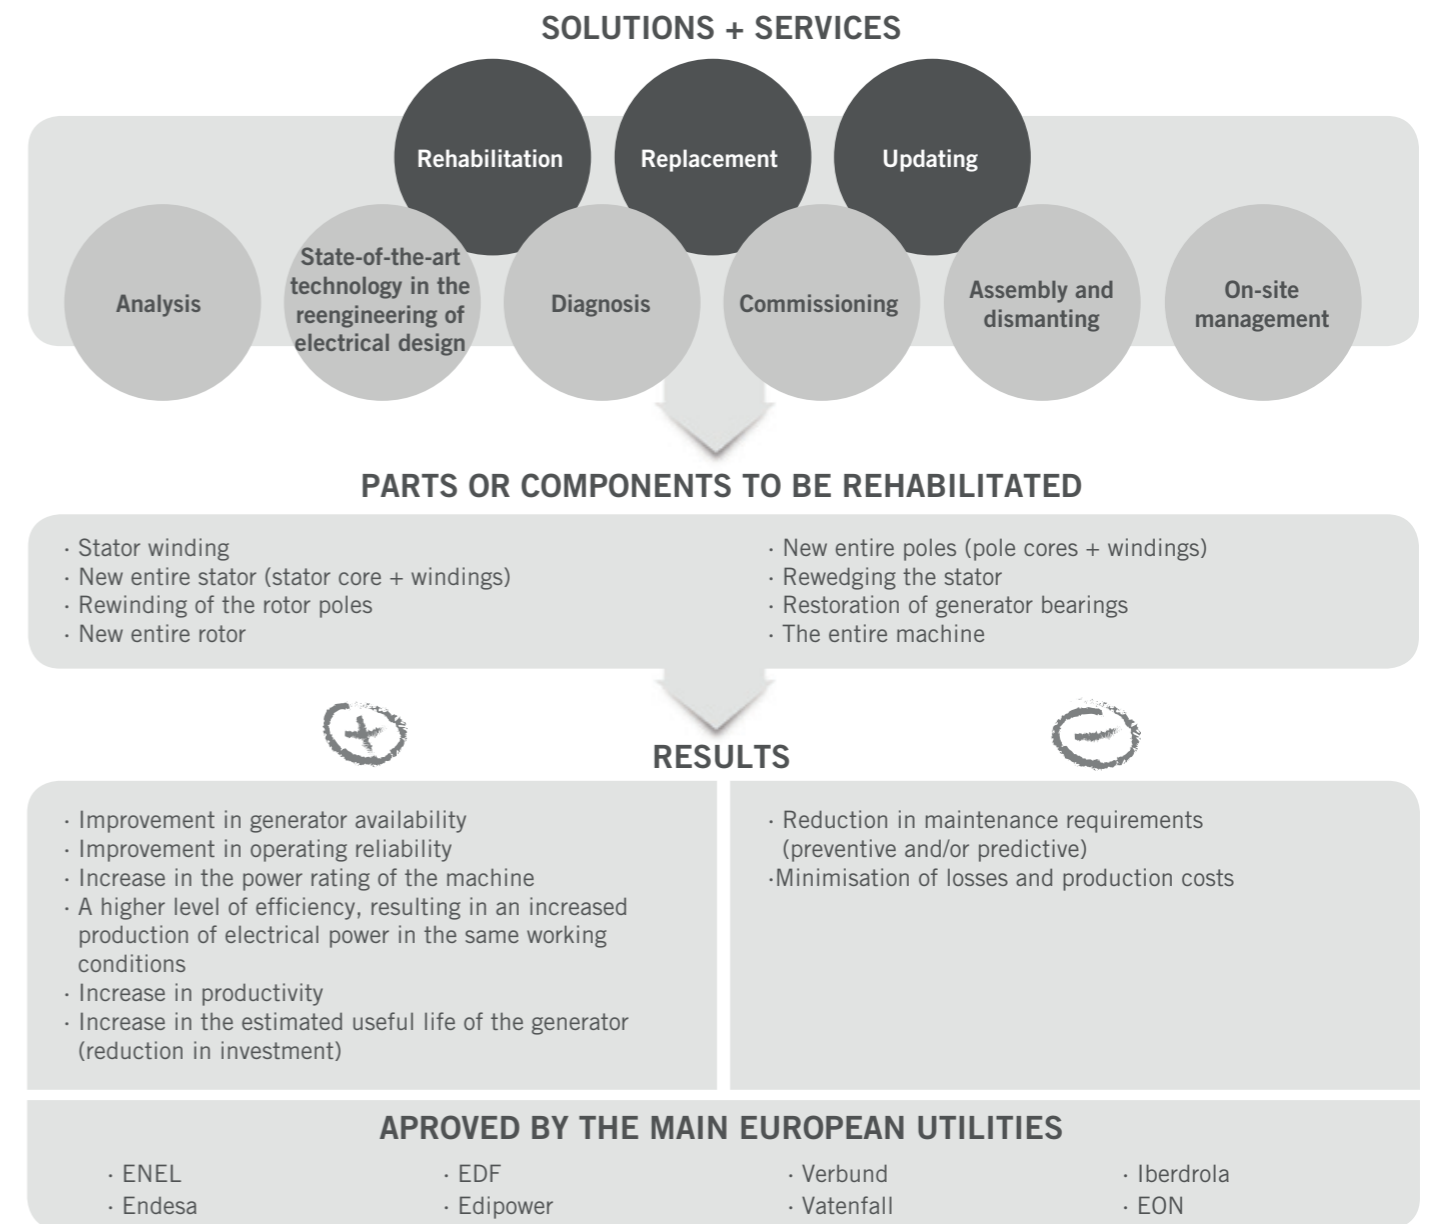 SOLUTIONS + SERVICES
Rehabilitation
Replacement
Updating
Analysis
State-of-the-art
technology in the
reengineering of
electrical design
Diagnosis
Commissioning
Assembly and
dismanting
On-site
management
PARTS OR COMPONENTS TO BE REHABILITATED
· Stator winding
· New entire stator (stator core + windings)
· Rewinding of the rotor poles
· New entire rotor
· New entire poles (pole cores + windings)
· Rewedging the stator
· Restoration of generator bearings
· The entire machine
+
−
RESULTS
· Improvement in generator availability
· Improvement in operating reliability
· Increase in the power rating of the machine
· A higher level of efficiency, resulting in an increased
production of electrical power in the same working
conditions
· Increase in productivity
· Increase in the estimated useful life of the generator
(reduction in investment)
· Reduction in maintenance requirements
(preventive and/or predictive)
·Minimisation of losses and production costs
APROVED BY THE MAIN EUROPEAN UTILITIES
· ENEL
· Endesa
· EDF
· Edipower
· Verbund
· Vatenfall
· Iberdrola
· EON